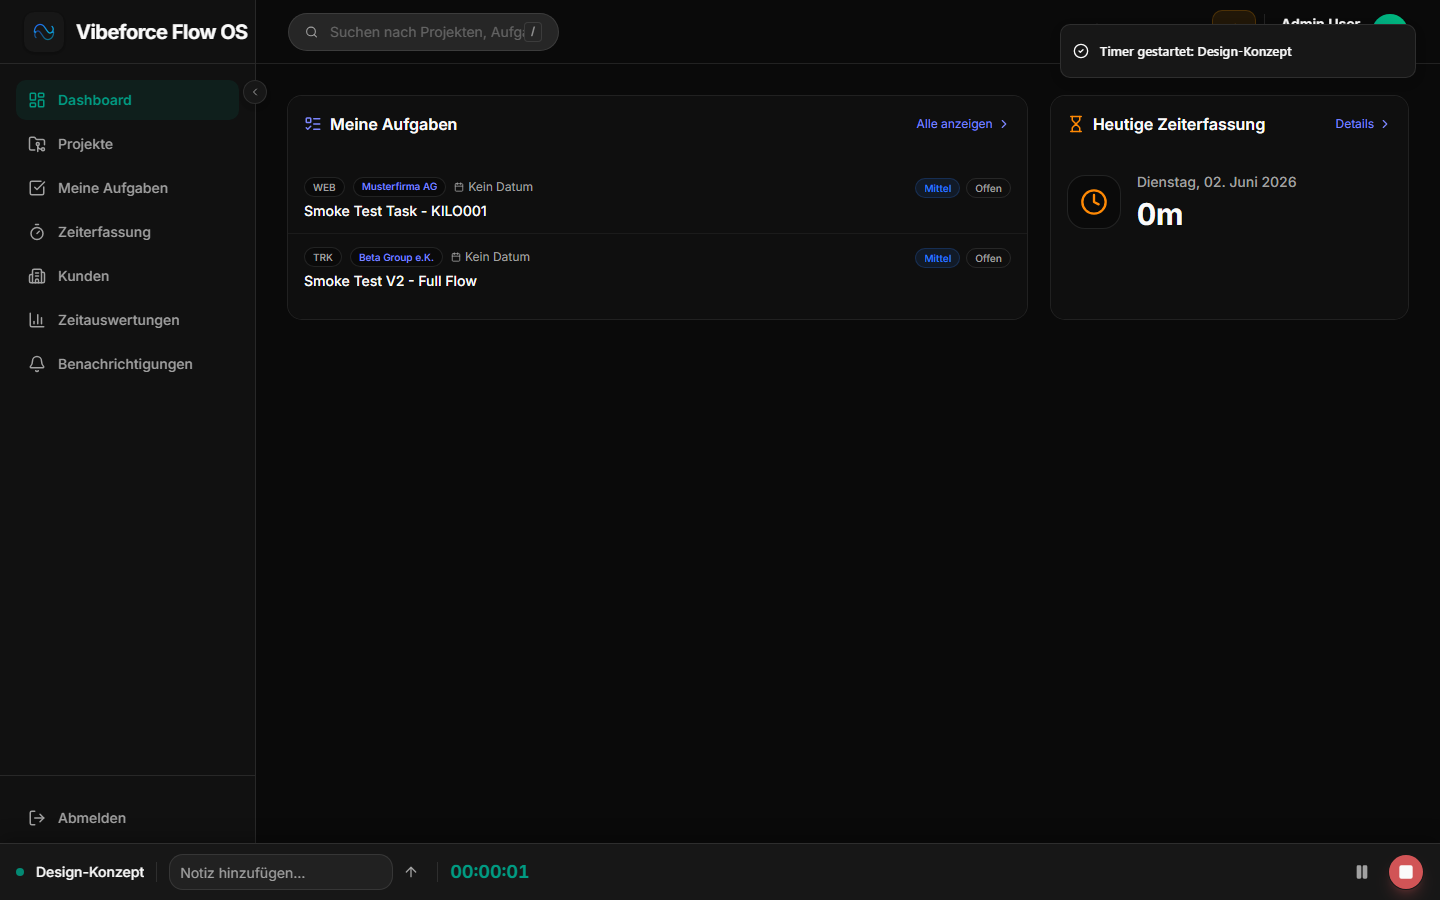 Vibeforce Flow OS
Suchen nach Projekten, Aufg
/
Admin User
Timer gestartet: Design-Konzept
Dashboard
Projekte
Meine Aufgaben
Zeiterfassung
Kunden
Zeitauswertungen
Benachrichtigungen
Abmelden
Meine Aufgaben
Alle anzeigen
WEB
Musterfirma AG
Kein Datum
Mittel
Offen
Smoke Test Task - KILO001
TRK
Beta Group e.K.
Kein Datum
Mittel
Offen
Smoke Test V2 - Full Flow
Heutige Zeiterfassung
Details
Dienstag, 02. Juni 2026
0m
Design-Konzept
Notiz hinzufügen...
00:00:01